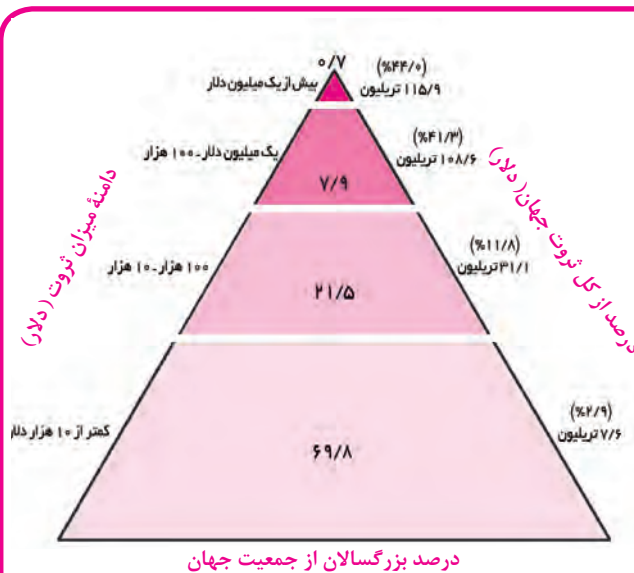 ۰/۷
(%۴۴/۰)
۱۱۵/۹ تریلیون
بیش از یک میلیون دلار
(%۴۱/۳)
۱۰۸/۶ تریلیون
یک میلیون دلار - ۱۰۰ هزار
۷/۹
درصد از کل ثروت جهان (دلار)
دامنۀ میزان ثروت (دلار)
(%۱۱/۸)
۳۱/۱ تریلیون
۱۰۰ هزار - ۱۰ هزار
۲۱/۵
(%۲/۹)
۷/۶ تریلیون
کمتر از ۱۰ هزار دلار
۶۹/۸
درصد بزرگسالان از جمعیت جهان